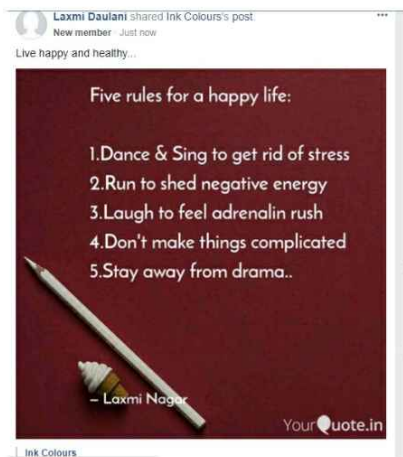 Laxmi Daulani shared Ink Colours's post.
New member · Just now
Live happy and healthy...
Five rules for a happy life:
1.Dance & Sing to get rid of stress
2.Run to shed negative energy
3.Laugh to feel adrenalin rush
4.Don't make things complicated
5.Stay away from drama..
– Laxmi Nagar
YourQuote.in
Ink Colours